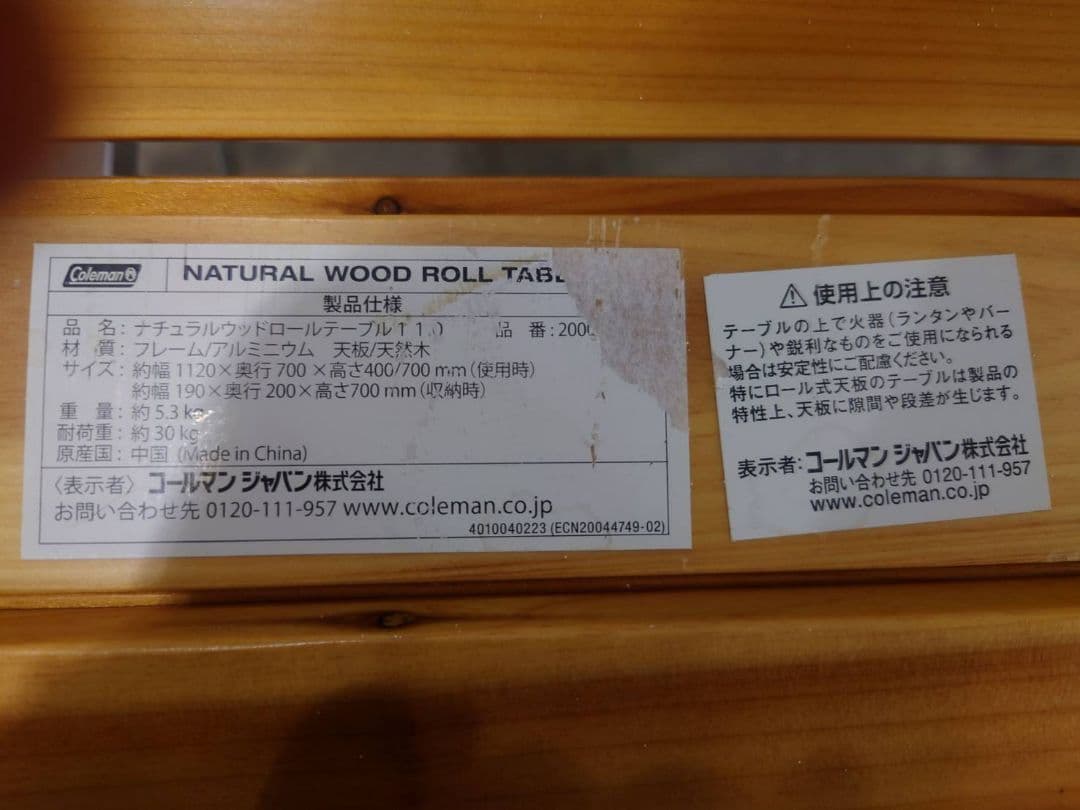 Coleman NATURAL WOOD ROLL
製品仕様
品 名：ナチュラルウッドロールテーブル110 品 番：200
材 質：フレーム/アルミニウム 天板/天然木
サイズ：約幅 1120×奥行 700 ×高さ400/700 mm（使用時）
約幅 190×奥行 200×高さ700 mm（収納時）
重 量：約 5.3 kg
耐荷重：約 30 kg
原産国：中国（Made in China)
〈表示者〉コールマン ジャパン株式会社
お問い合わせ先 0120-111-957 www.coleman.co.jp
4010040223 (ECN20044749-02)
⚠ 使用上の注意
テーブルの上で火器（ランタンやバー
ナー）や鋭利なものをご使用になられる
場合は安定性にご配慮ください。
特にロール式天板のテーブルは製品の
特性上、天板に隙間や段差が生じます。
表示者：コールマン ジャパン株式会社
お問い合わせ先 0120-111-957
www.coleman.co.jp